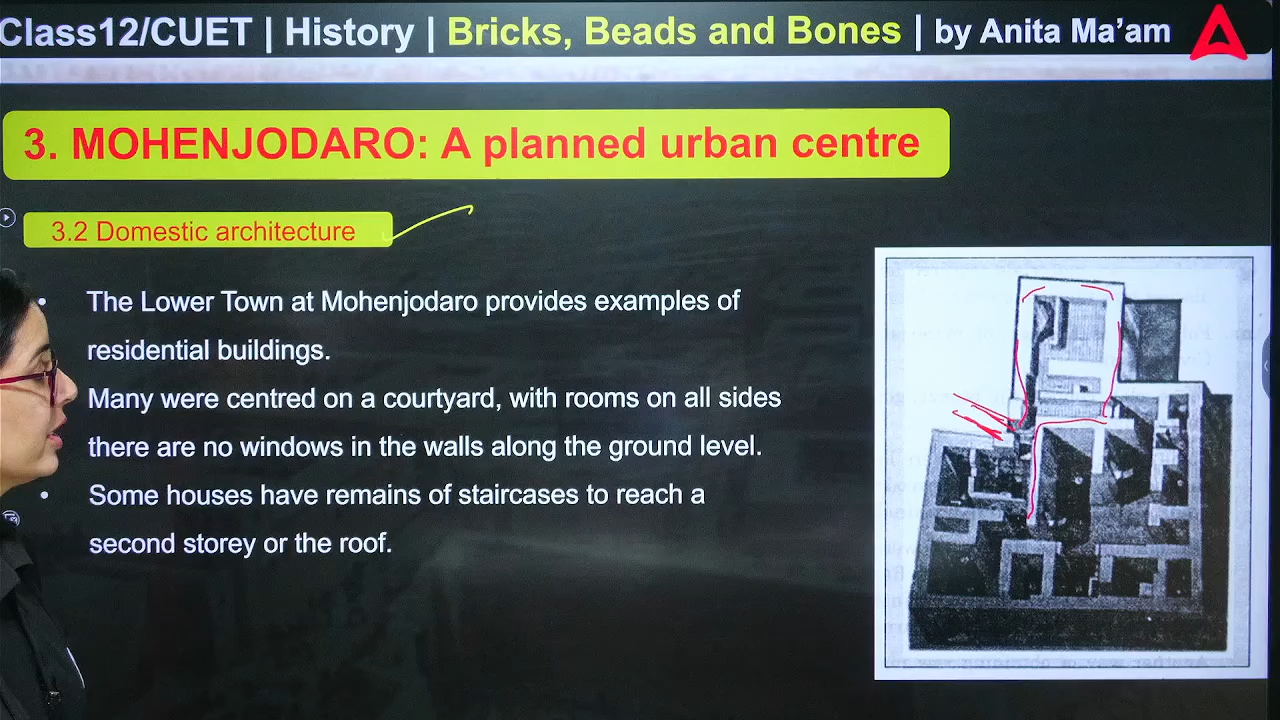 Class12/CUET | History | Bricks, Beads and Bones | by Anita Ma’am
3. MOHENJODARO: A planned urban centre
3.2 Domestic architecture
• The Lower Town at Mohenjodaro provides examples of
residential buildings.
Many were centred on a courtyard, with rooms on all sides
there are no windows in the walls along the ground level.
• Some houses have remains of staircases to reach a
second storey or the roof.